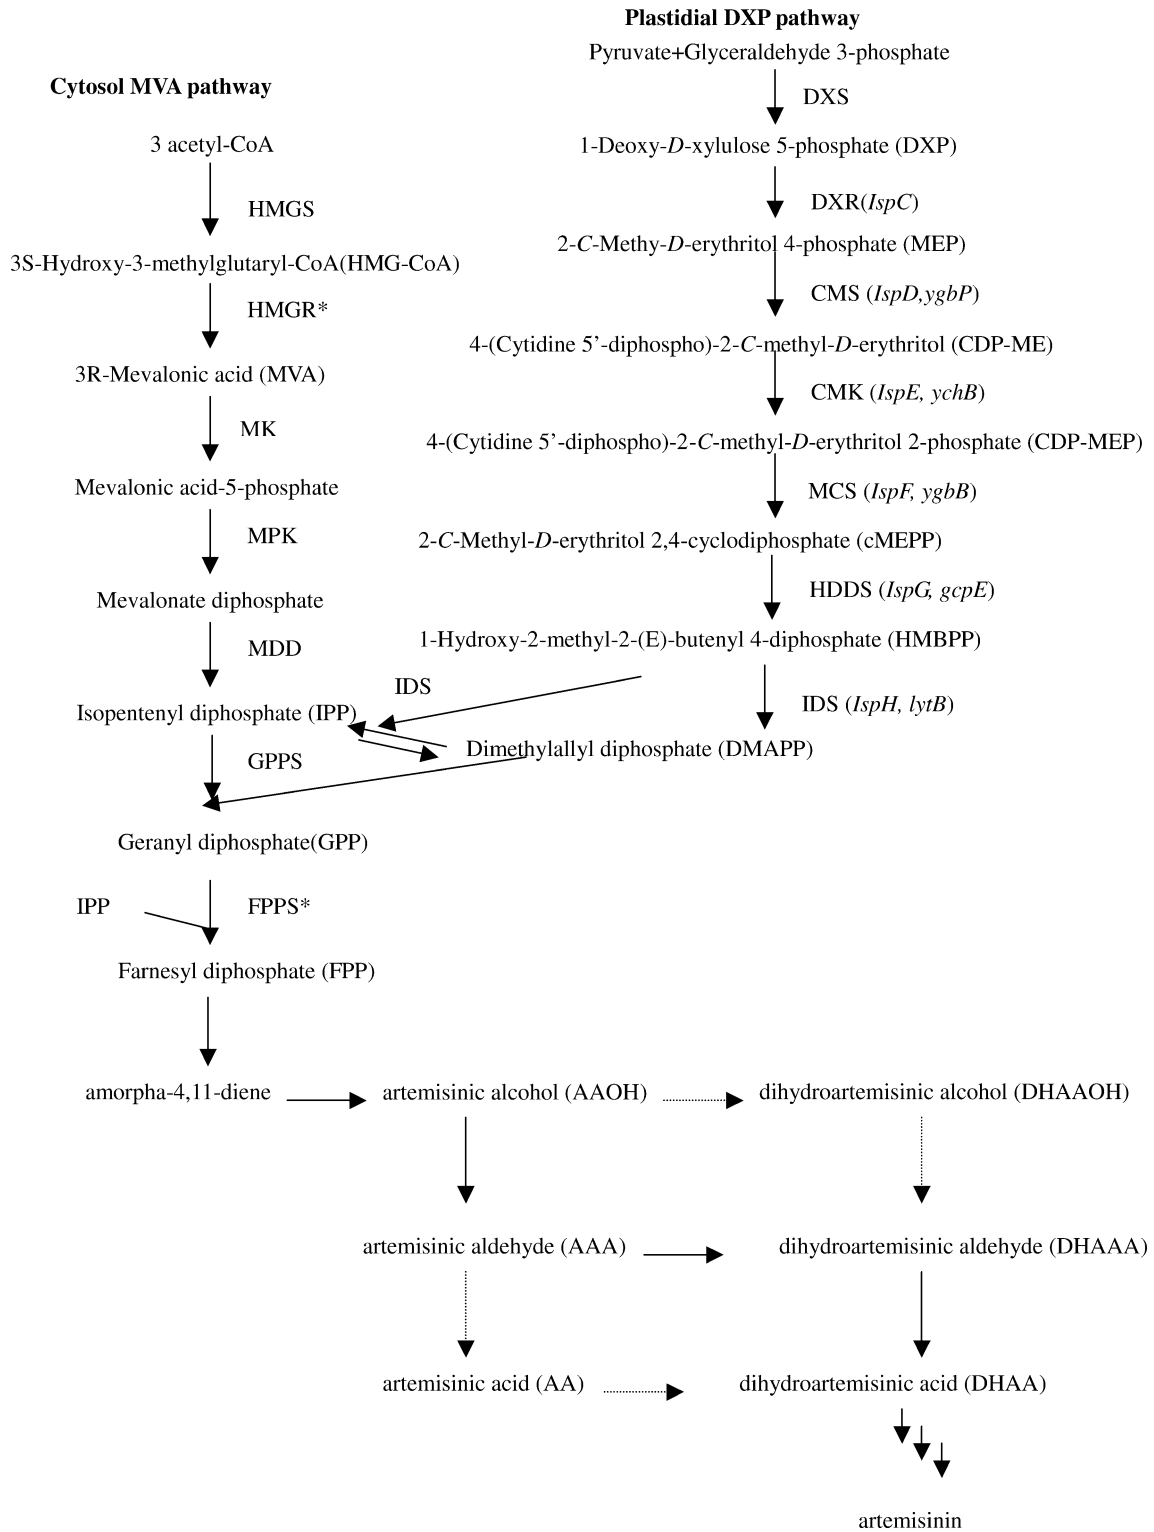 Plastidial DXP pathway
Pyruvate+Glyceraldehyde 3-phosphate
Cytosol MVA pathway
DXS
3 acetyl-CoA
1-Deoxy-D-xylulose 5-phosphate (DXP)
HMGS
DXR(IspC)
3S-Hydroxy-3-methylglutaryl-CoA(HMG-CoA)
2-C-Methy-D-erythritol 4-phosphate (MEP)
HMGR*
CMS (IspD,ygbP)
3R-Mevalonic acid (MVA)
4-(Cytidine 5’-diphospho)-2-C-methyl-D-erythritol (CDP-ME)
MK
CMK (IspE, ychB)
Mevalonic acid-5-phosphate
4-(Cytidine 5’-diphospho)-2-C-methyl-D-erythritol 2-phosphate (CDP-MEP)
MPK
MCS (IspF, ygbB)
Mevalonate diphosphate
2-C-Methyl-D-erythritol 2,4-cyclodiphosphate (cMEPP)
MDD
HDDS (IspG, gcpE)
1-Hydroxy-2-methyl-2-(E)-butenyl 4-diphosphate (HMBPP)
IDS
IDS (IspH, lytB)
Isopentenyl diphosphate (IPP)
Dimethylallyl diphosphate (DMAPP)
GPPS
Geranyl diphosphate(GPP)
IPP
FPPS*
Farnesyl diphosphate (FPP)
amorpha-4,11-diene
artemisinic alcohol (AAOH)
dihydroartemisinic alcohol (DHAAOH)
artemisinic aldehyde (AAA)
dihydroartemisinic aldehyde (DHAAA)
artemisinic acid (AA)
dihydroartemisinic acid (DHAA)
artemisinin